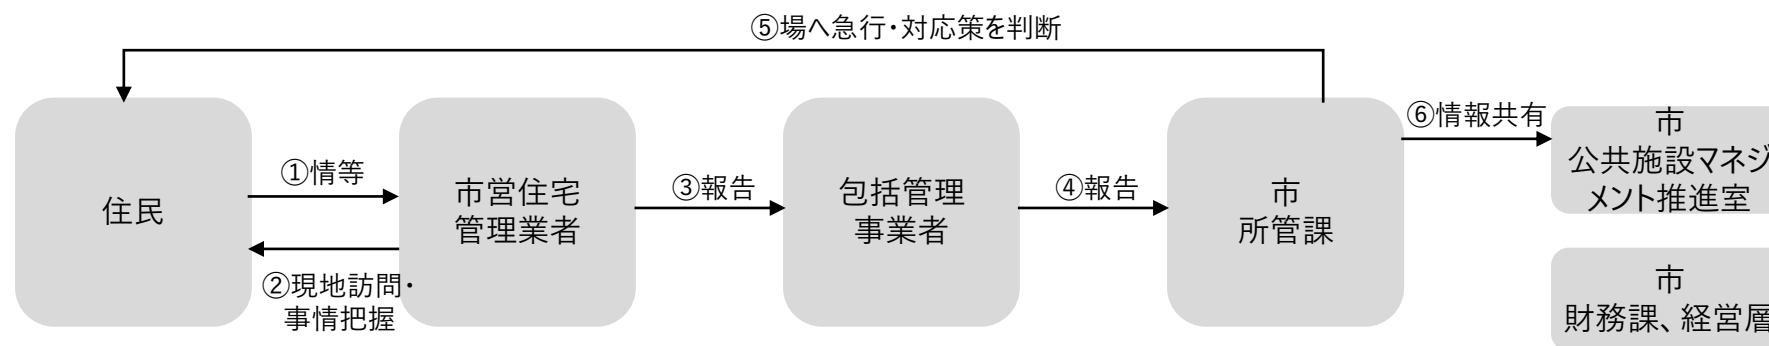 ⑤場へ急行・対応策を判断
住民
①情等
②現地訪問・
事情把握
市営住宅
管理業者
③報告
包括管理
事業者
④報告
市
所管課
⑥情報共有
市
公共施設マネジ
メント推進室
市
財務課、経営層